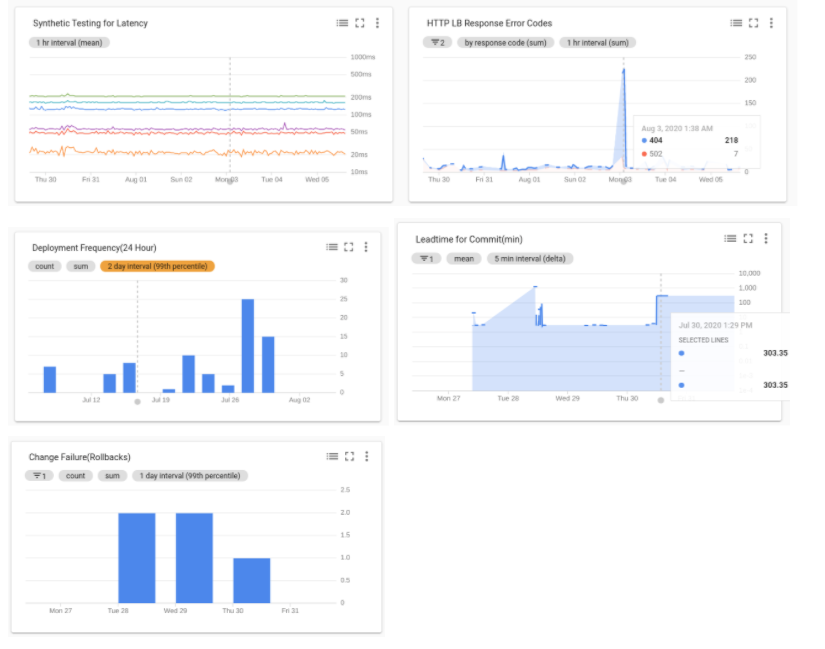 Synthetic Testing for Latency
1 hr interval (mean)
1000ms
500ms
200ms
100ms
50ms
20ms
10ms
Thu 30 Fri 31 Aug 01 Sun 02 Mon 03 Tue 04 Wed 05
HTTP LB Response Error Codes
2 by response code (sum) 1 hr interval (sum)
250
200
150
Aug 3, 2020 1:38 AM
404 218
502 7
0
Thu 30 Fri 31 Aug 01 Sun 02 Mon 03 Tue 04 Wed 05
Deployment Frequency(24 Hour)
count sum 2 day interval (99th percentile)
30
25
20
15
10
5
0
Jul 12 Jul 19 Jul 26 Aug 02
Leadtime for Commit(min)
1 mean 5 min interval (delta)
10,000
1,000
100
Jul 30, 2020 1:29 PM
SELECTED LINES
303.35
–
303.35
Mon 27 Tue 28 Wed 29 Thu 30
Change Failure(Rollbacks)
1 count sum 1 day interval (99th percentile)
2.5
2.0
1.5
1.0
0.5
0
Mon 27 Tue 28 Wed 29 Thu 30 Fri 31